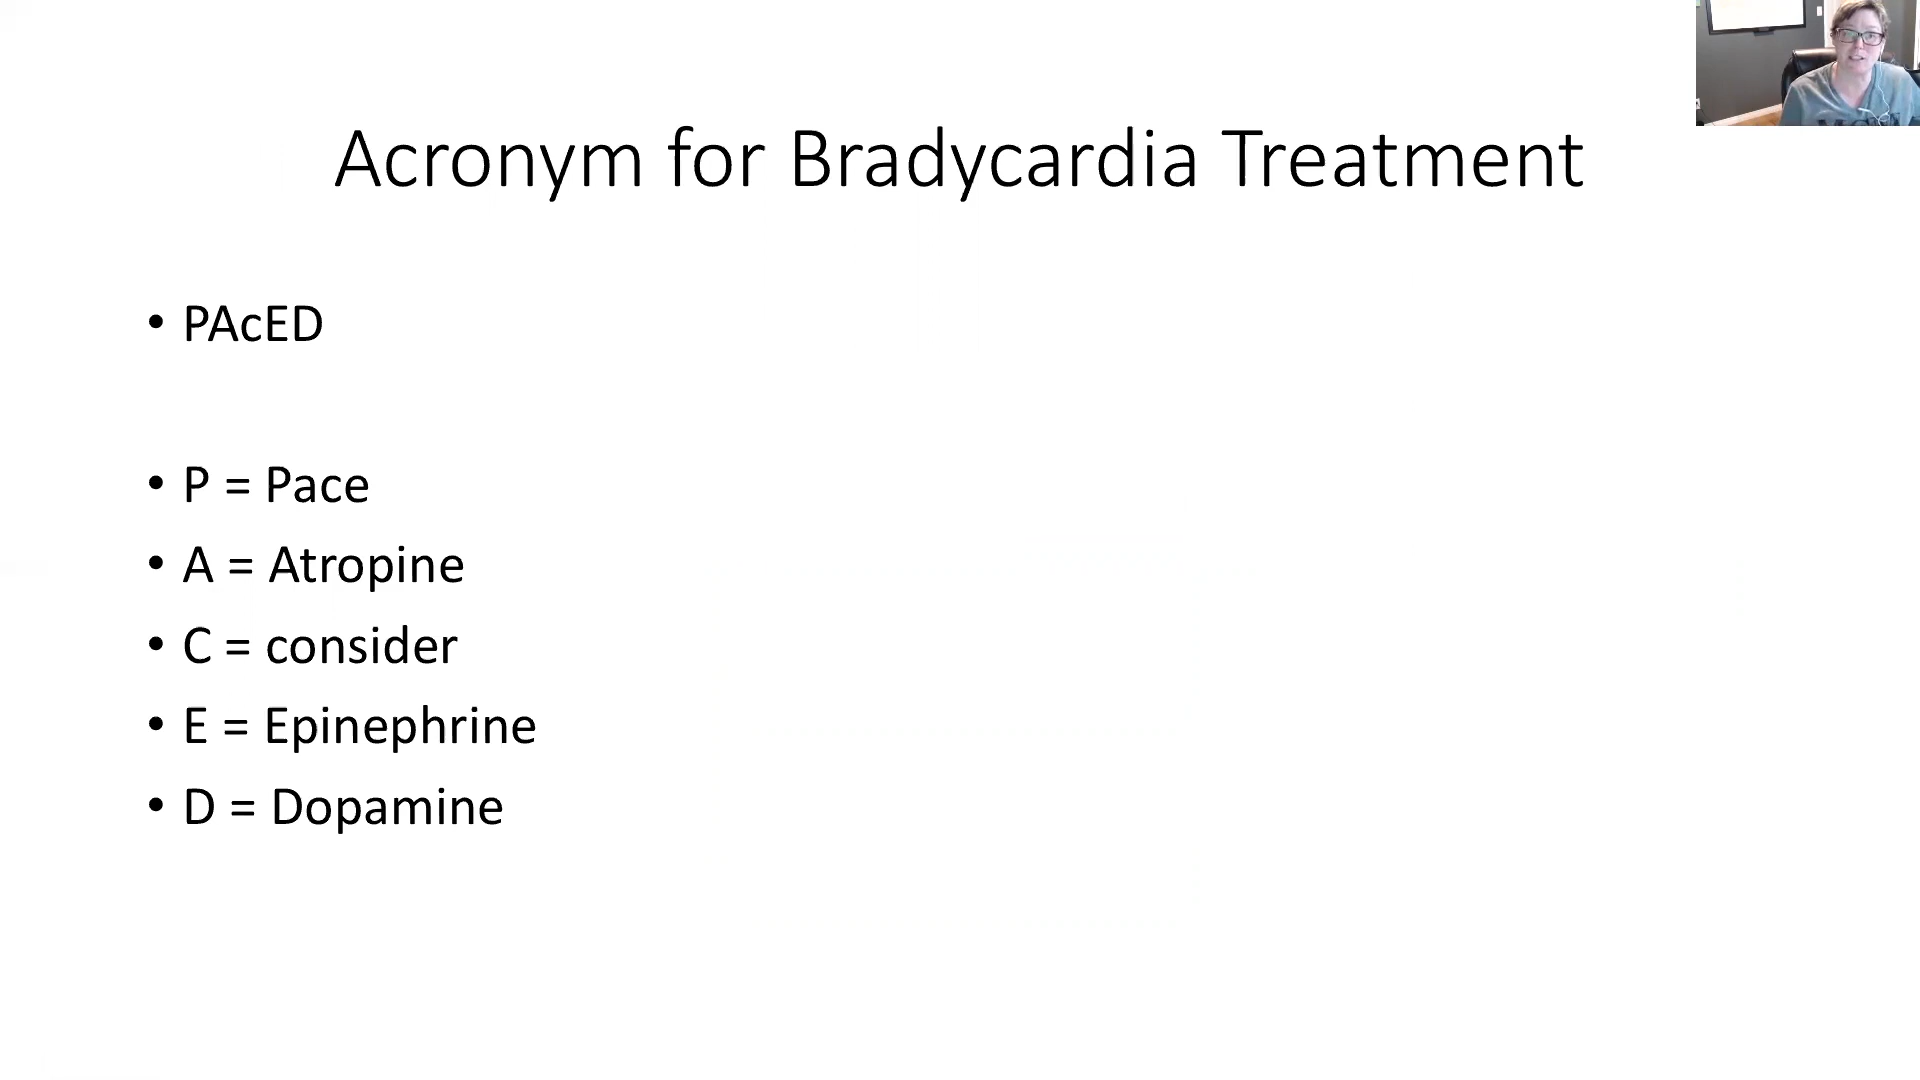 Acronym for Bradycardia Treatment
• PAcED
• P = Pace
• A = Atropine
• C = consider
• E = Epinephrine
• D = Dopamine